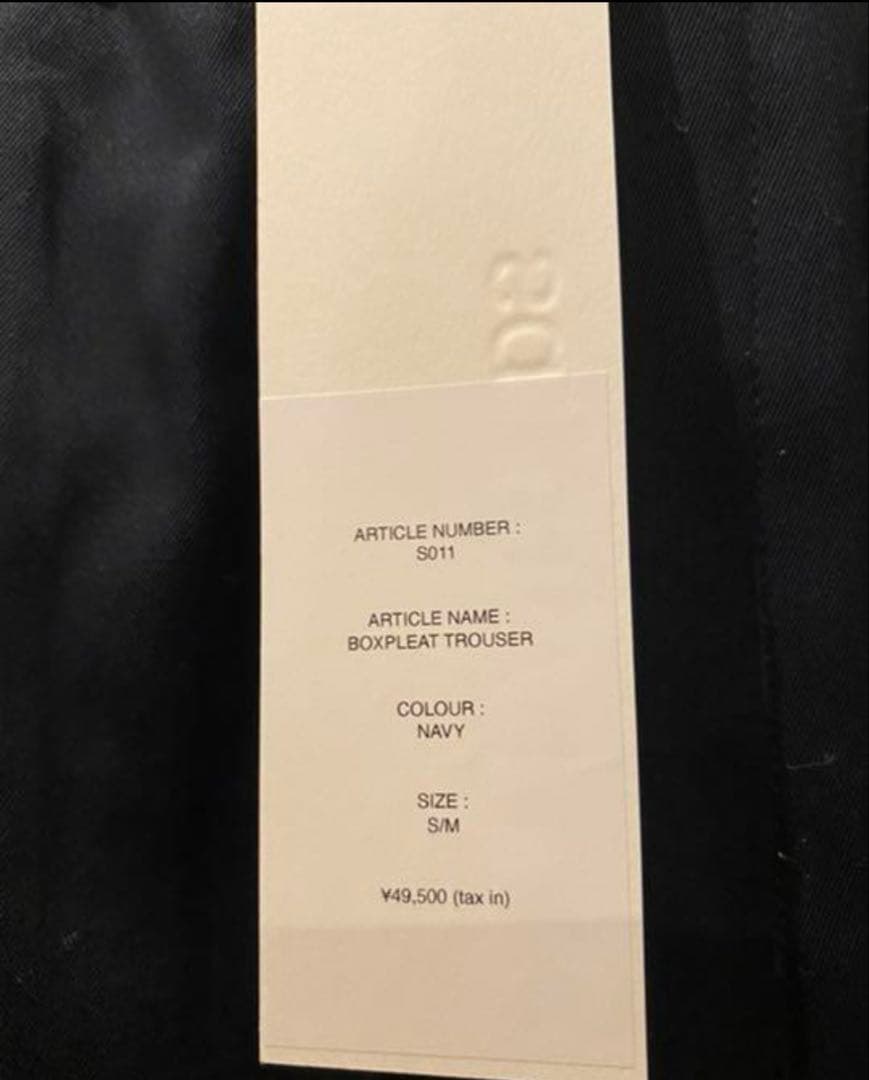 ARTICLE NUMBER :
S011
ARTICLE NAME :
BOXPLEAT TROUSER
COLOUR :
NAVY
SIZE :
S/M
¥49,500 (tax in)